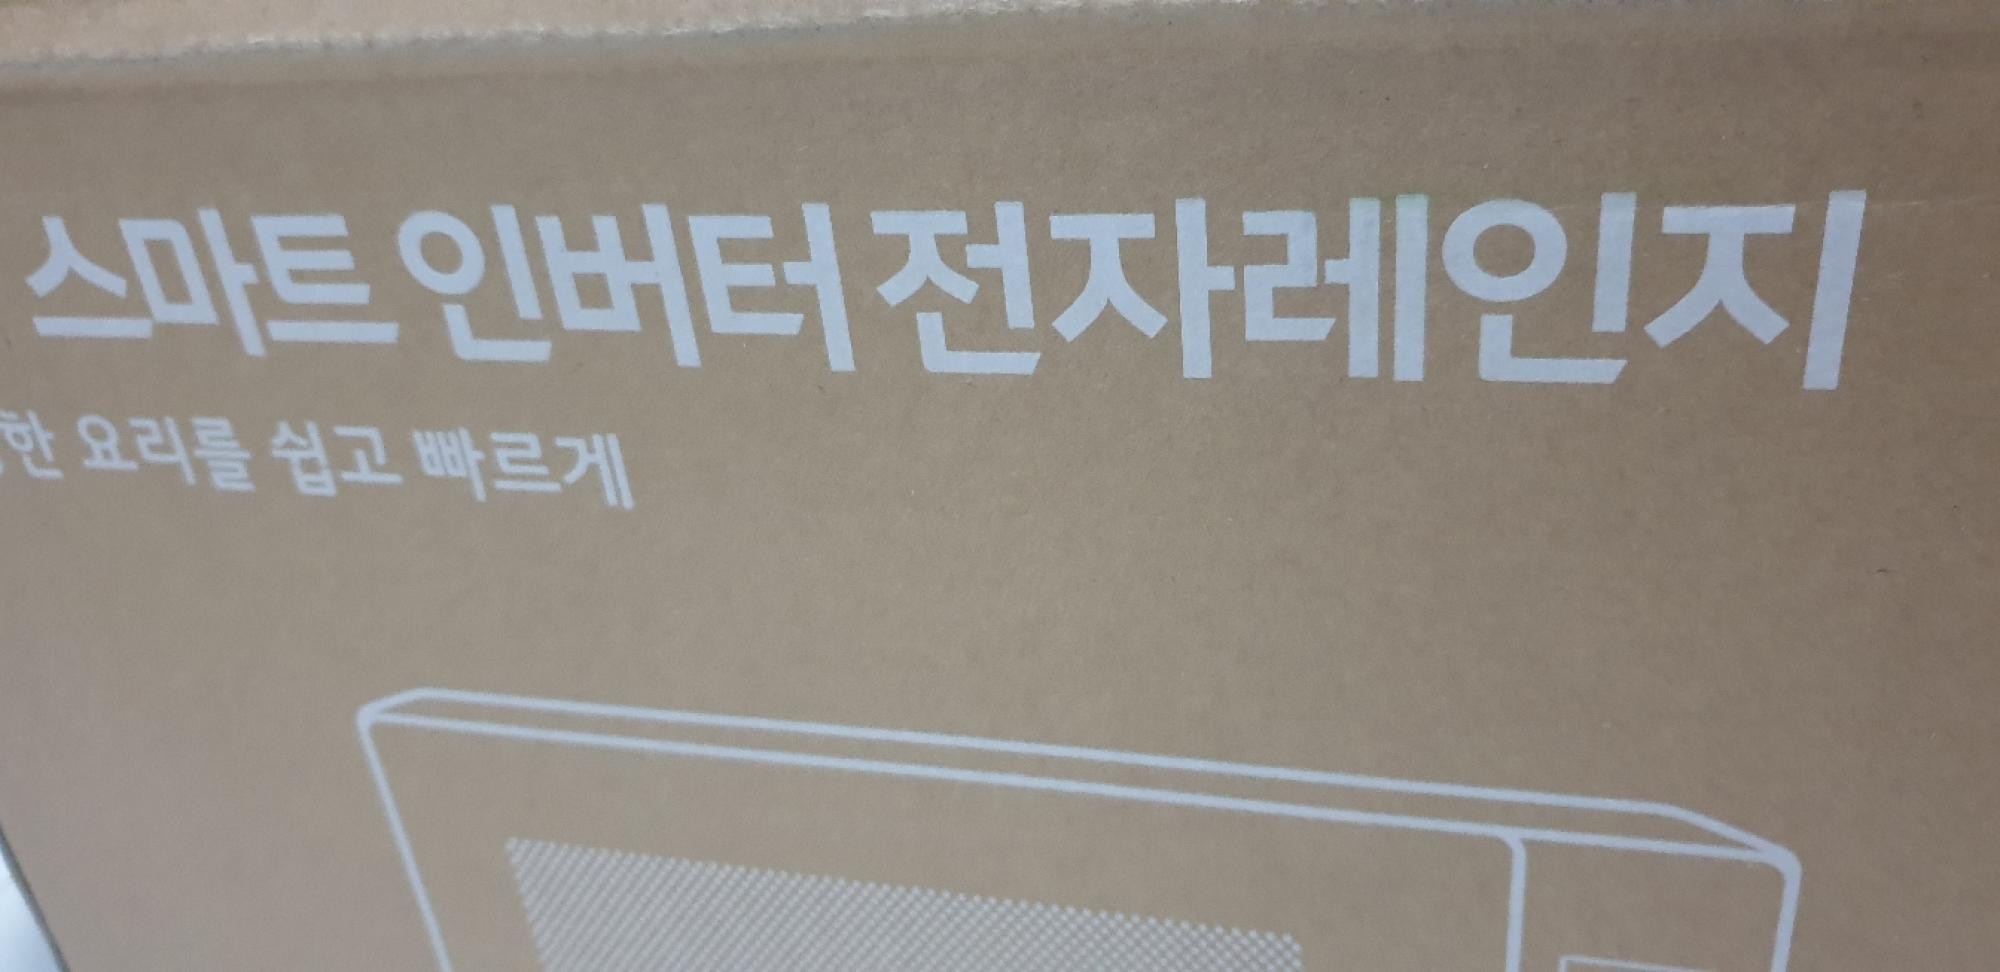 스마트 인버터 전자레인지
요리를 쉽고 빠르게